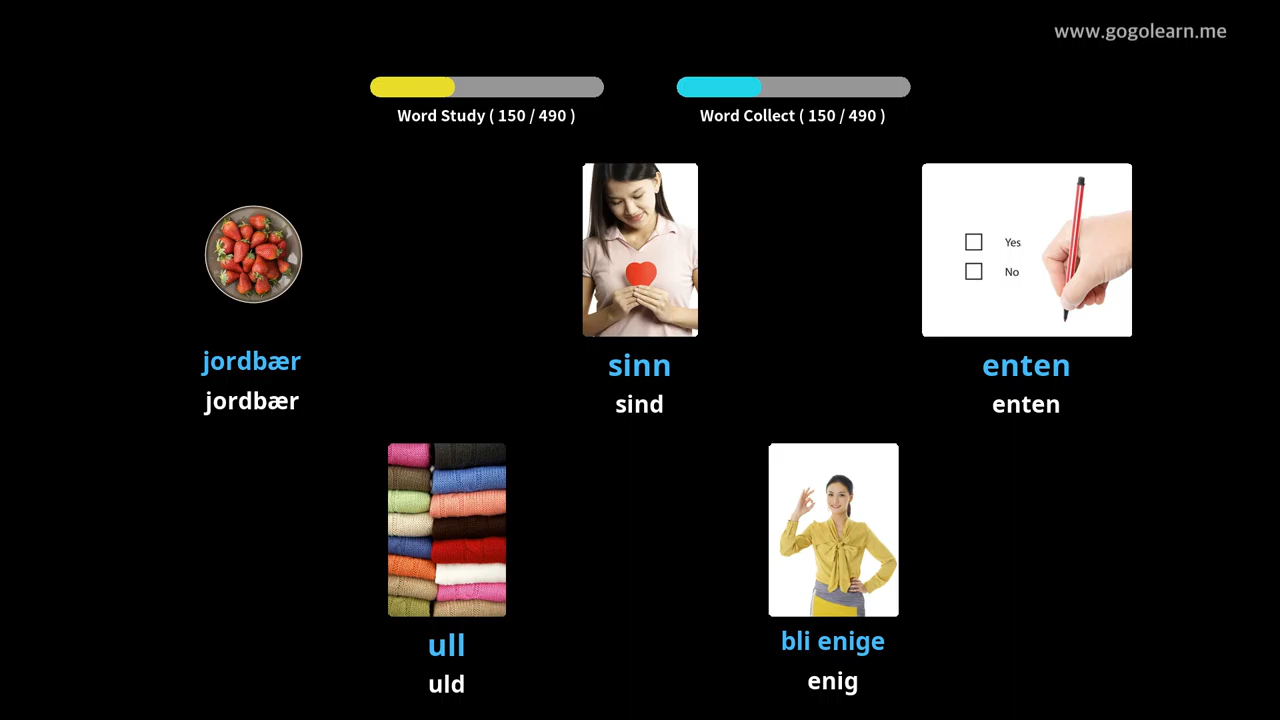 www.gogolearn.me
Word Study ( 150 / 490 )
Word Collect ( 150 / 490 )
Yes
No
jordbær
jordbær
sinn
sind
enten
enten
ull
uld
bli enige
enig